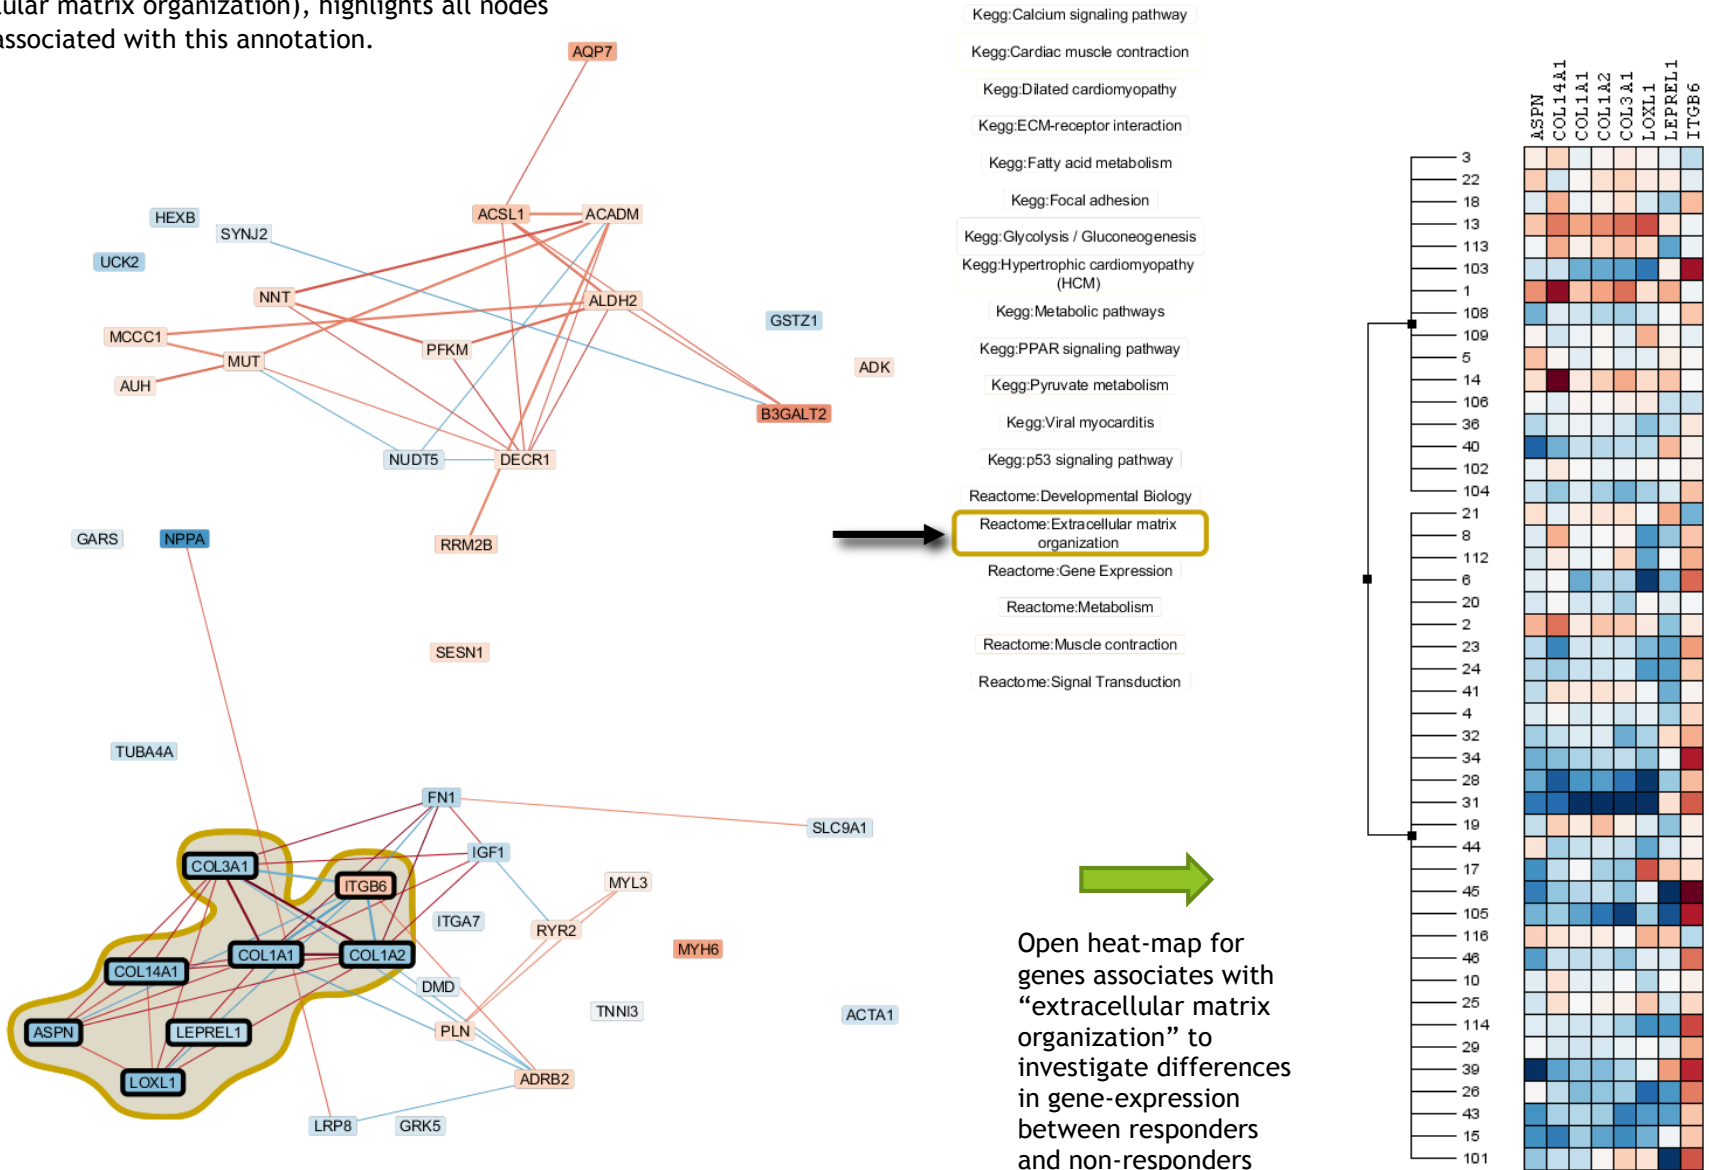 ular matrix organization), highlights all nodes
associated with this annotation.
AQP7
HEXB
SYNJ2
UCK2
ACSL1
ACADM
NNT
ALDH2
GSTZ1
MCCC1
PFKM
MUT
ADK
AUH
B3GALT2
NUDT5
DECR1
GARS
NPPA
RRM2B
SESN1
TUBA4A
FN1
SLC9A1
COL3A1
IGF1
ITGB6
MYL3
ITGA7
RYR2
COL1A1
COL1A2
MYH6
COL14A1
DMD
TNNI3
ACTA1
ASPN
LEPREL1
PLN
LOXL1
ADRB2
LRP8
GRK5
Kegg:Calcium signaling pathway
Kegg:Cardiac muscle contraction
Kegg:Dilated cardiomyopathy
Kegg:ECM-receptor interaction
Kegg:Fatty acid metabolism
Kegg:Focal adhesion
Kegg:Glycolysis / Gluconeogenesis
Kegg:Hypertrophic cardiomyopathy
(HCM)
Kegg:Metabolic pathways
Kegg:PPAR signaling pathway
Kegg:Pyruvate metabolism
Kegg:Viral myocarditis
Kegg:p53 signaling pathway
Reactome:Developmental Biology
Reactome:Extracellular matrix
organization
Reactome:Gene Expression
Reactome:Metabolism
Reactome:Muscle contraction
Reactome:Signal Transduction
Open heat-map for
genes associates with
“extracellular matrix
organization” to
investigate differences
in gene-expression
between responders
and non-responders
ASPN
COL14A1
COL1A1
COL1A2
COL3A1
LOXL1
LEPREL1
ITGB6
3
22
18
13
113
103
1
108
109
5
14
106
36
40
102
104
21
8
112
6
20
2
23
24
41
4
32
34
28
31
19
44
17
45
105
116
46
10
25
114
29
39
26
43
15
101